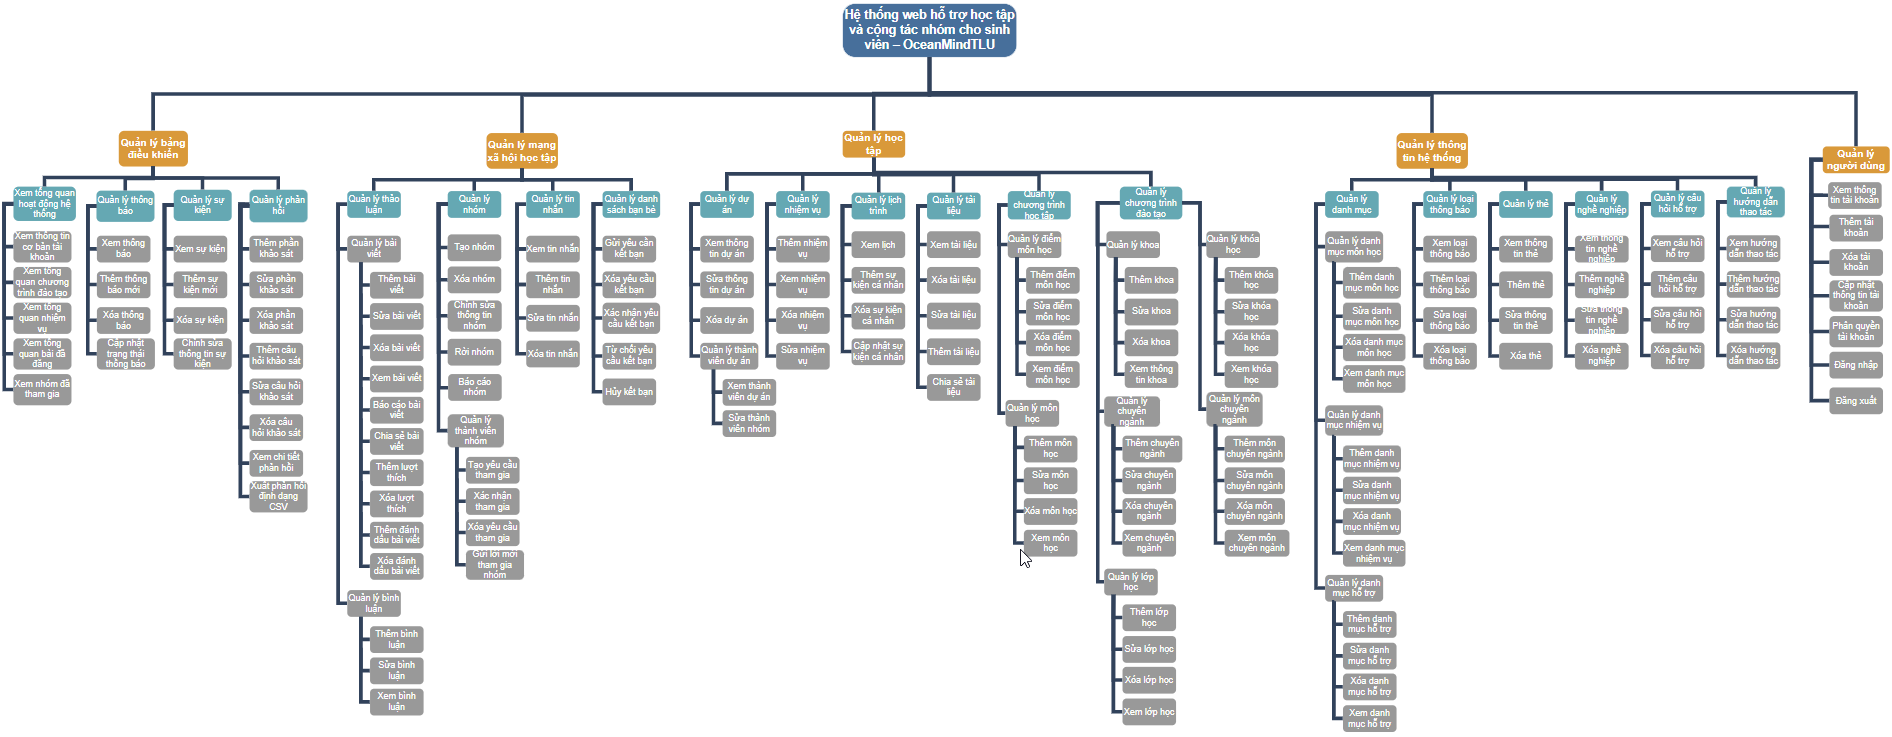 Hệ thống web hỗ trợ học tập
và cộng tác nhóm cho sinh
viên – OceanMindTLU
Quản lý bảng
điều khiển
Xem tổng quan
hoạt động hệ
thống
Xem thông tin
cơ bản tài
khoản
Xem tổng
quan chương
trình đào tạo
Xem tổng
quan nhiệm
vụ
Xem tổng
quan bài đã
đăng
Xem nhóm đã
tham gia
Quản lý thông
báo
Xem thông
báo
Thêm thông
báo mới
Xóa thông
báo
Cập nhật
trạng thái
thông báo
Quản lý sự
kiện
Xem sự kiện
Thêm sự
kiện mới
Xóa sự kiện
Chỉnh sửa
thông tin sự
kiện
Quản lý phản
hồi
Thêm phần
khảo sát
Sửa phần
khảo sát
Xóa phần
khảo sát
Thêm câu
hỏi khảo sát
Sửa câu hỏi
khảo sát
Xóa câu
hỏi khảo sát
Xem chi tiết
phản hồi
Xuất phản hồi
định dạng
CSV
Quản lý mạng
xã hội học tập
Quản lý thảo
luận
Quản lý bài
viết
Thêm bài
viết
Sửa bài viết
Xóa bài viết
Xem bài viết
Báo cáo bài
viết
Chia sẻ bài
viết
Thêm lượt
thích
Xóa lượt
thích
Thêm đánh
dấu bài viết
Xóa đánh
dấu bài viết
Quản lý bình
luận
Thêm bình
luận
Sửa bình
luận
Xem bình
luận
Quản lý
nhóm
Tạo nhóm
Xóa nhóm
Chỉnh sửa
thông tin
nhóm
Rời nhóm
Báo cáo
nhóm
Quản lý
thành viên
nhóm
Tạo yêu cầu
tham gia
Xác nhận
tham gia
Xóa yêu cầu
tham gia
Gửi lời mời
tham gia
nhóm
Quản lý tin
nhắn
Xem tin nhắn
Thêm tin
nhắn
Sửa tin nhắn
Xóa tin nhắn
Quản lý danh
sách bạn bè
Gửi yêu cần
kết bạn
Xóa yêu cầu
kết bạn
Xác nhận yêu
cầu kết bạn
Từ chối yêu
cầu kết bạn
Hủy kết bạn
Quản lý học
tập
Quản lý dự
án
Xem thông
tin dự án
Sửa thông
tin dự án
Xóa dự án
Quản lý thành
viên dự án
Xem thành
viên dự án
Sửa thành
viên nhóm
Quản lý
nhiệm vụ
Thêm nhiệm
vụ
Xem nhiệm
vụ
Xóa nhiệm
vụ
Sửa nhiệm
vụ
Quản lý lịch
trình
Xem lịch
Thêm sự
kiện cá nhân
Xóa sự kiện
cá nhân
Cập nhật sự
kiện cá nhân
Quản lý tài
liệu
Xem tài liệu
Xóa tài liệu
Sửa tài liệu
Thêm tài liệu
Chia sẻ tài
liệu
Quản lý
chương trình
học tập
Quản lý điểm
môn học
Thêm điểm
môn học
Sửa điểm
môn học
Xóa điểm
môn học
Xem điểm
môn học
Quản lý môn
học
Thêm môn
học
Sửa môn
học
Xóa môn học
Xem môn
học
Quản lý
chương trình
đào tạo
Quản lý khoa
Thêm khoa
Sửa khoa
Xóa khoa
Xem thông
tin khoa
Quản lý
chuyên
ngành
Thêm chuyên
ngành
Sửa chuyên
ngành
Xóa chuyên
ngành
Xem chuyên
ngành
Quản lý lớp
học
Thêm lớp
học
Sửa lớp học
Xóa lớp học
Xem lớp học
Quản lý khóa
học
Thêm khóa
học
Sửa khóa
học
Xóa khóa
học
Xem khóa
học
Quản lý môn
chuyên
ngành
Thêm môn
chuyên ngành
Sửa môn
chuyên ngành
Xóa môn
chuyên ngành
Xem môn
chuyên ngành
Quản lý thông
tin hệ thống
Quản lý
danh mục
Quản lý danh
mục môn học
Thêm danh
mục môn học
Sửa danh
mục môn học
Xóa danh mục
môn học
Xem danh mục
môn học
Quản lý danh
mục nhiệm vụ
Thêm danh
mục nhiệm vụ
Sửa danh
mục nhiệm vụ
Xóa danh
mục nhiệm vụ
Xem danh mục
nhiệm vụ
Quản lý danh
mục hỗ trợ
Thêm danh
mục hỗ trợ
Sửa danh
mục hỗ trợ
Xóa danh
mục hỗ trợ
Xem danh
mục hỗ trợ
Quản lý loại
thông báo
Xem loại
thông báo
Thêm loại
thông báo
Sửa loại
thông báo
Xóa loại
thông báo
Quản lý thẻ
Xem thông
tin thẻ
Thêm thẻ
Sửa thông
tin thẻ
Xóa thẻ
Quản lý
nghề nghiệp
Xem thông
tin nghề
nghiệp
Thêm nghề
nghiệp
Sửa thông
tin nghề
nghiệp
Xóa nghề
nghiệp
Quản lý câu
hỏi hỗ trợ
Xem câu hỏi
hỗ trợ
Thêm câu
hỏi hỗ trợ
Sửa câu hỏi
hỗ trợ
Xóa câu hỏi
hỗ trợ
Quản lý
hướng dẫn
thao tác
Xem hướng
dẫn thao tác
Thêm hướng
dẫn thao tác
Sửa hướng
dẫn thao tác
Xóa hướng
dẫn thao tác
Quản lý
người dùng
Xem thông
tin tài khoản
Thêm tài
khoản
Xóa tài
khoản
Cập nhật
thông tin tài
khoản
Phân quyền
tài khoản
Đăng nhập
Đăng xuất